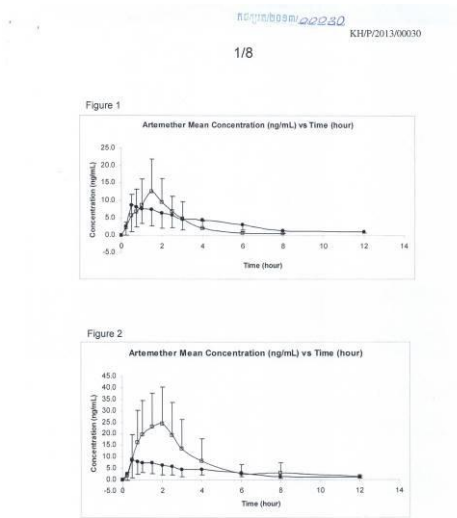 00030
KH/P/2013/00030
1/8
Figure 1
Artemether Mean Concentration (ng/mL) vs Time (hour)
Concentration (ng/mL)
25.0
20.0
15.0
10.0
5.0
0.0
-5.0
0 2 4 6 8 10 12 14
Time (hour)
Figure 2
Artemether Mean Concentration (ng/mL) vs Time (hour)
Concentration (ng/mL)
45.0
40.0
35.0
30.0
25.0
20.0
15.0
10.0
5.0
0.0
-5.0
0 2 4 6 8 10 12 14
Time (hour)